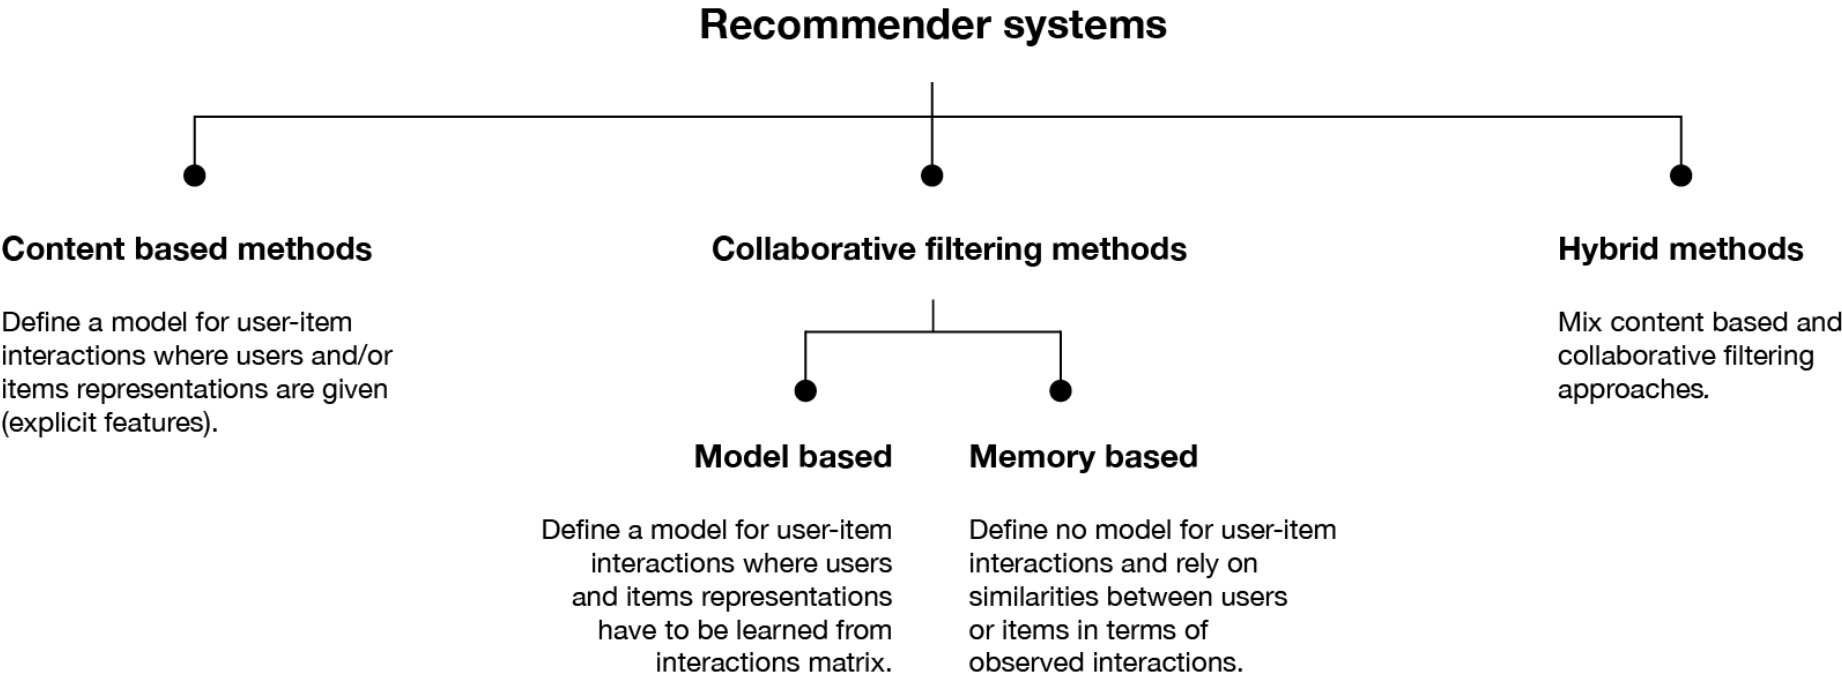 Recommender systems
Content based methods
Define a model for user-item
interactions where users and/or
items representations are given
(explicit features).
Collaborative filtering methods
Model based
Define a model for user-item
interactions where users
and items representations
have to be learned from
interactions matrix.
Memory based
Define no model for user-item
interactions and rely on
similarities between users
or items in terms of
observed interactions.
Hybrid methods
Mix content based and
collaborative filtering
approaches.